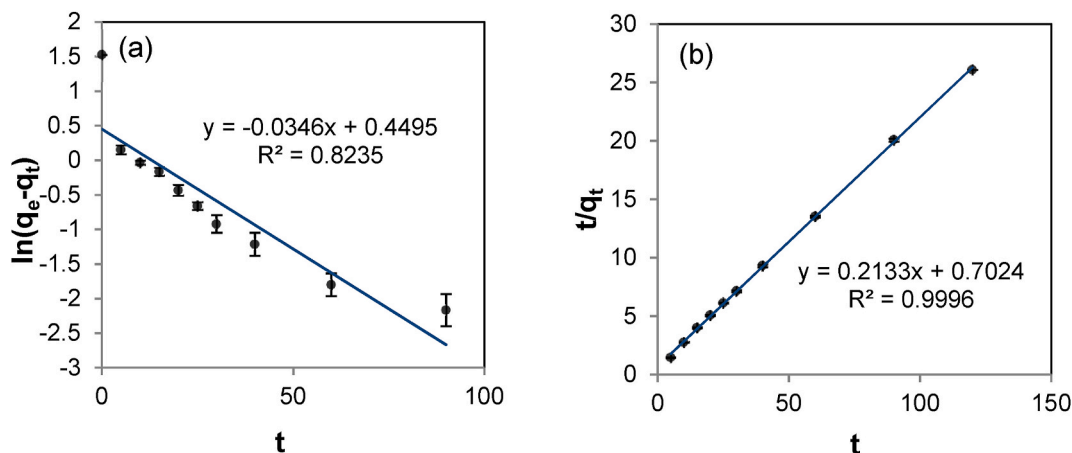 (a)
2
1.5
1
0.5
0
-0.5
-1
-1.5
-2
-2.5
-3
ln(qe-qt)
y = -0.0346x + 0.4495
R² = 0.8235
0
50
100
t
(b)
30
25
20
15
10
5
0
t/qt
y = 0.2133x + 0.7024
R² = 0.9996
0
50
100
150
t